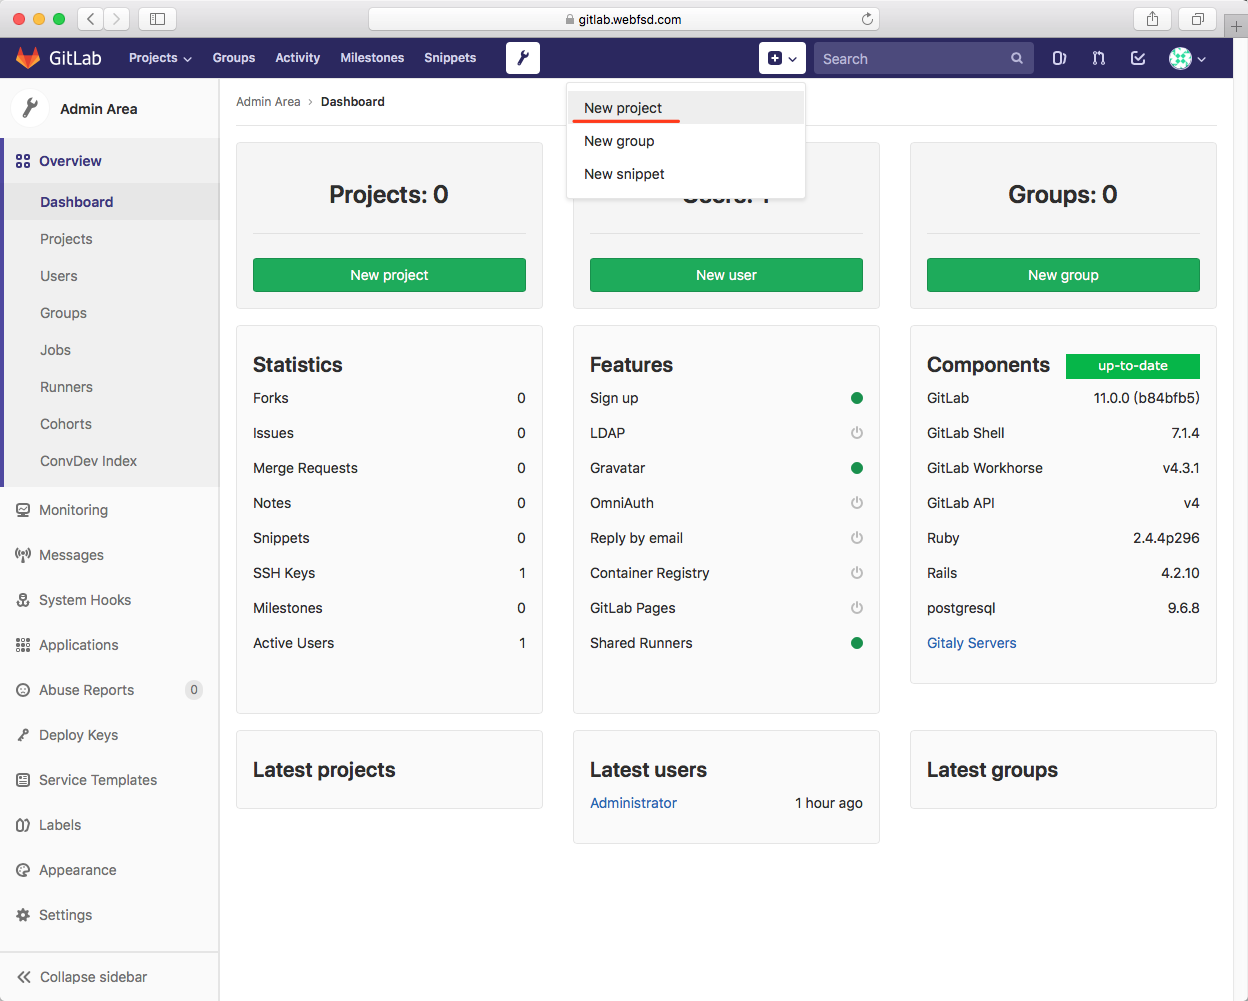 gitlab.webfsd.com
GitLab Projects Groups Activity Milestones Snippets Search
Admin Area
Overview
Dashboard
Projects
Users
Groups
Jobs
Runners
Cohorts
ConvDev Index
Monitoring
Messages
System Hooks
Applications
Abuse Reports 0
Deploy Keys
Service Templates
Labels
Appearance
Settings
Collapse sidebar
Admin Area › Dashboard
New project
New group
New snippet
Projects: 0
New project
Users: 1
New user
Groups: 0
New group
Statistics
Forks 0
Issues 0
Merge Requests 0
Notes 0
Snippets 0
SSH Keys 1
Milestones 0
Active Users 1
Features
Sign up
LDAP
Gravatar
OmniAuth
Reply by email
Container Registry
GitLab Pages
Shared Runners
Components up-to-date
GitLab 11.0.0 (b84bfb5)
GitLab Shell 7.1.4
GitLab Workhorse v4.3.1
GitLab API v4
Ruby 2.4.4p296
Rails 4.2.10
postgresql 9.6.8
Gitaly Servers
Latest projects
Latest users
Administrator 1 hour ago
Latest groups